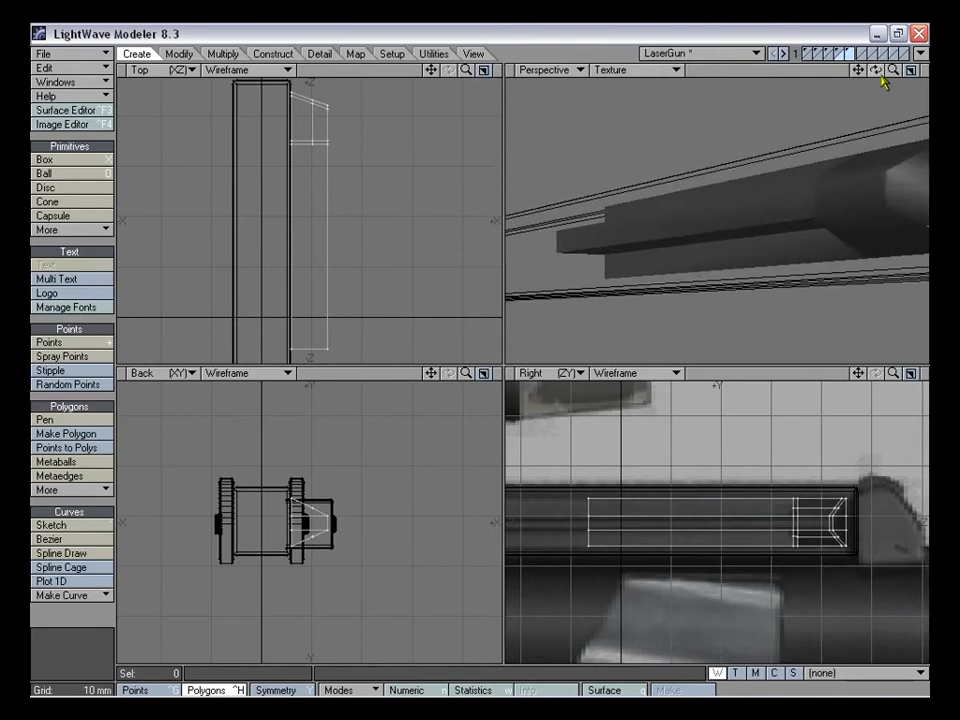 LightWave Modeler 8.3
File
Create
Modify
Multiply
Construct
Detail
Map
Setup
Utilities
View
LaserGun *
1
Edit
Top (XZ) Wireframe
Perspective Texture
Windows
Help
Surface Editor F3
Image Editor ^F4
Primitives
Box X
Ball O
Disc
Cone
Capsule
More
Text
Text
Multi Text
Logo
Manage Fonts
Points
Points +
Spray Points
Stipple
Random Points
Back (XY) Wireframe
Right (ZY) Wireframe
Polygons
Pen
Make Polygon
Points to Polys
Metaballs
Metaedges
More
Curves
Sketch
Bezier
Spline Draw
Spline Cage
Plot 1D
Make Curve
Sel: 0
W T M C S (none)
Grid: 10 mm
Points ^G
Polygons ^H
Symmetry Y
Modes
Numeric n
Statistics w
Info
Surface q
Make